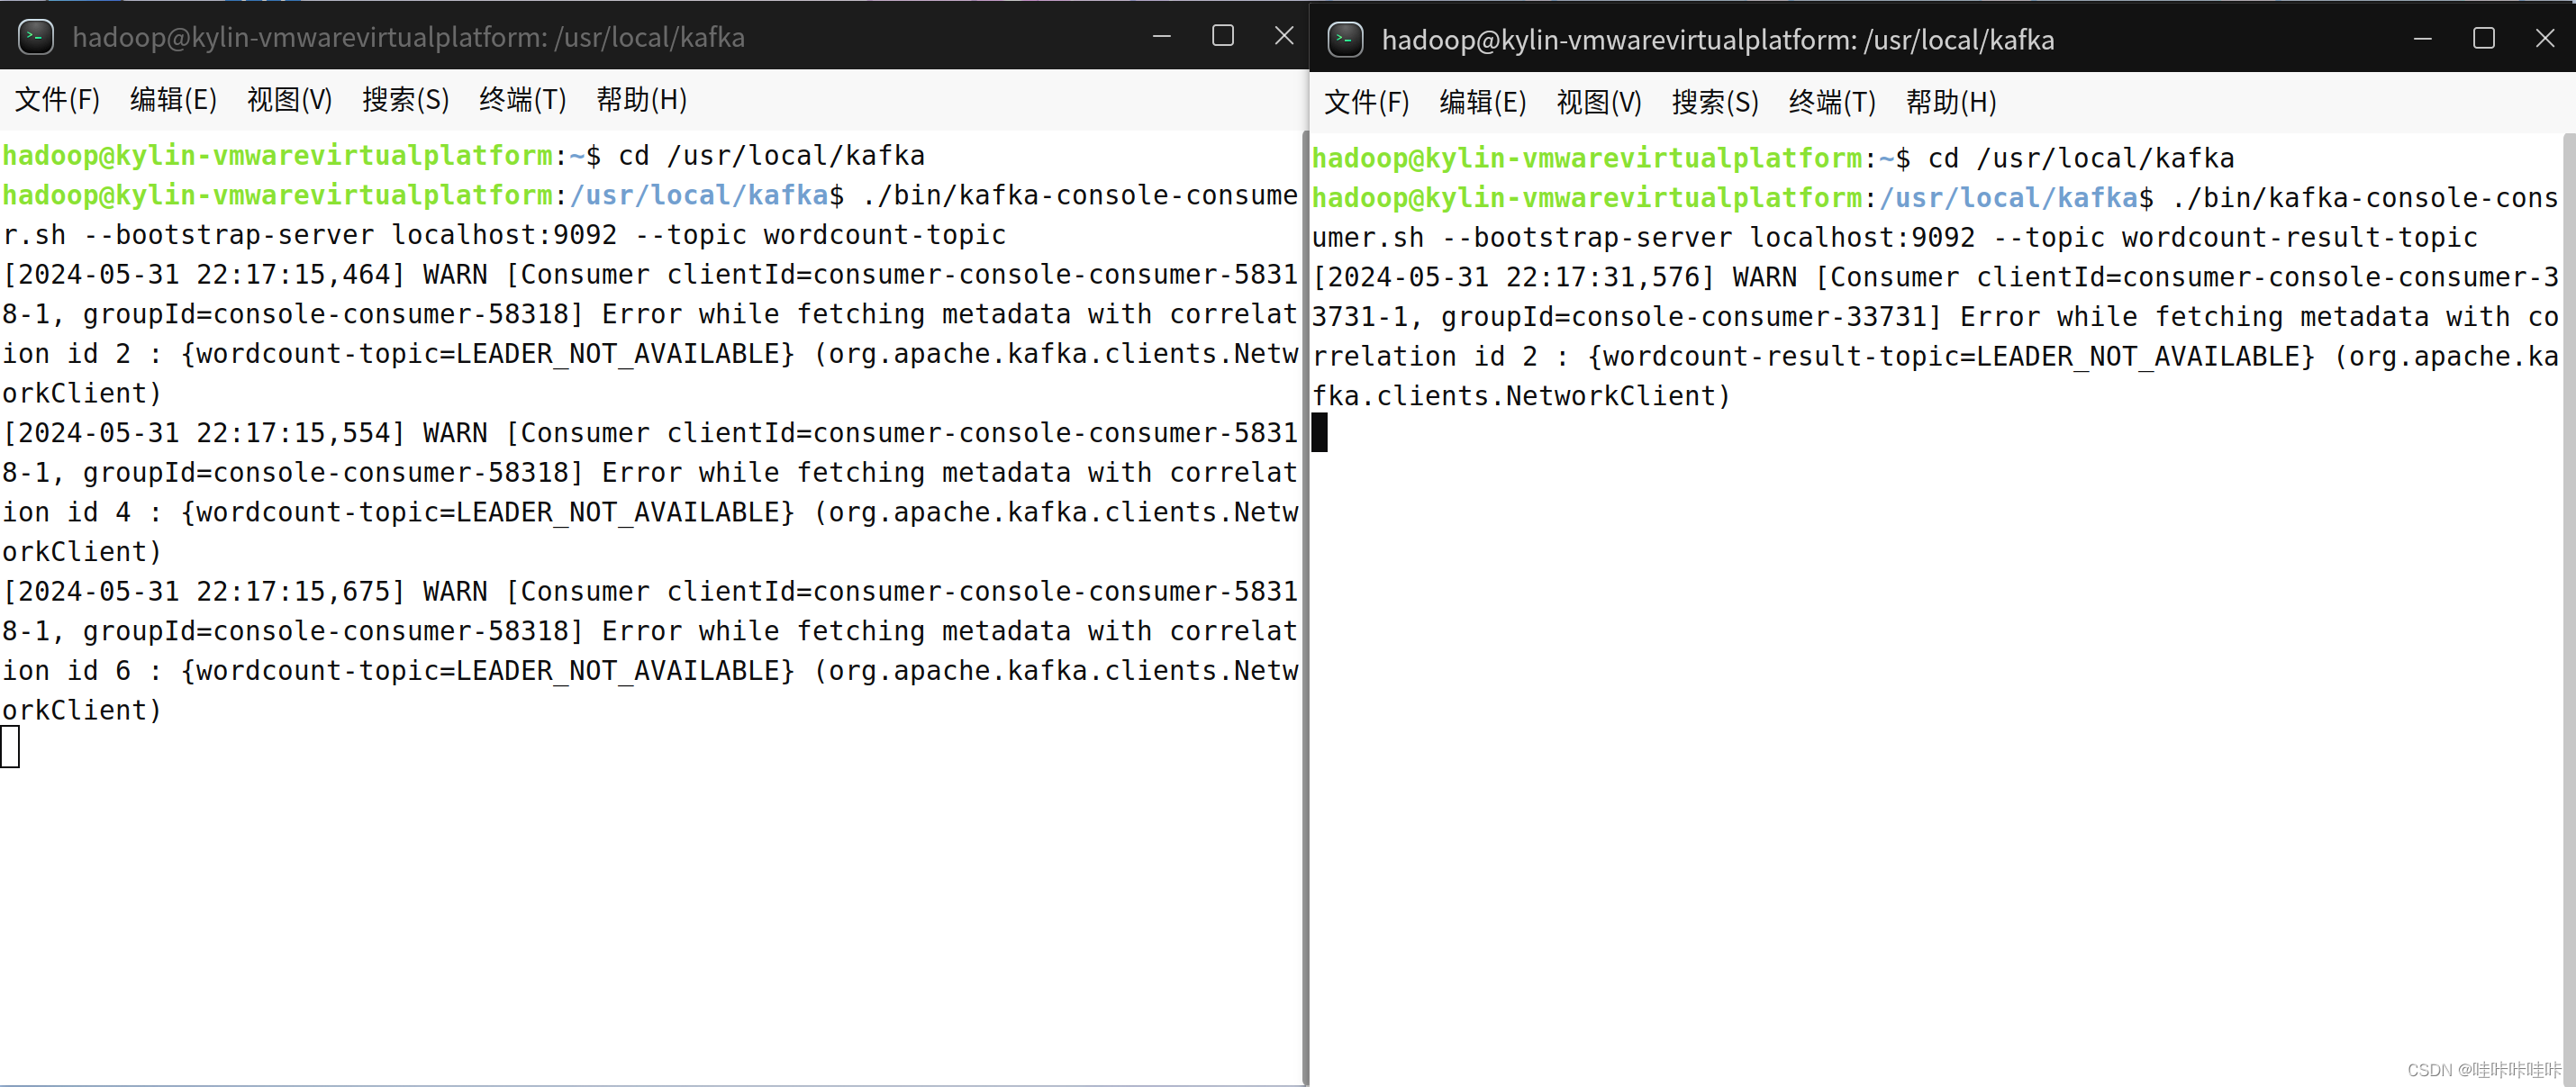 hadoop@kylin-vmwarevirtualplatform: /usr/local/kafka
文件(F) 编辑(E) 视图(V) 搜索(S) 终端(T) 帮助(H)
hadoop@kylin-vmwarevirtualplatform:~$ cd /usr/local/kafka
hadoop@kylin-vmwarevirtualplatform:/usr/local/kafka$ ./bin/kafka-console-consume
r.sh --bootstrap-server localhost:9092 --topic wordcount-topic
[2024-05-31 22:17:15,464] WARN [Consumer clientId=consumer-console-consumer-5831
8-1, groupId=console-consumer-58318] Error while fetching metadata with correlat
ion id 2 : {wordcount-topic=LEADER_NOT_AVAILABLE} (org.apache.kafka.clients.Netw
orkClient)
[2024-05-31 22:17:15,554] WARN [Consumer clientId=consumer-console-consumer-5831
8-1, groupId=console-consumer-58318] Error while fetching metadata with correlat
ion id 4 : {wordcount-topic=LEADER_NOT_AVAILABLE} (org.apache.kafka.clients.Netw
orkClient)
[2024-05-31 22:17:15,675] WARN [Consumer clientId=consumer-console-consumer-5831
8-1, groupId=console-consumer-58318] Error while fetching metadata with correlat
ion id 6 : {wordcount-topic=LEADER_NOT_AVAILABLE} (org.apache.kafka.clients.Netw
orkClient)
hadoop@kylin-vmwarevirtualplatform: /usr/local/kafka
文件(F) 编辑(E) 视图(V) 搜索(S) 终端(T) 帮助(H)
hadoop@kylin-vmwarevirtualplatform:~$ cd /usr/local/kafka
hadoop@kylin-vmwarevirtualplatform:/usr/local/kafka$ ./bin/kafka-console-cons
umer.sh --bootstrap-server localhost:9092 --topic wordcount-result-topic
[2024-05-31 22:17:31,576] WARN [Consumer clientId=consumer-console-consumer-3
3731-1, groupId=console-consumer-33731] Error while fetching metadata with co
rrelation id 2 : {wordcount-result-topic=LEADER_NOT_AVAILABLE} (org.apache.ka
fka.clients.NetworkClient)
CSDN @哇咔咔哇咔